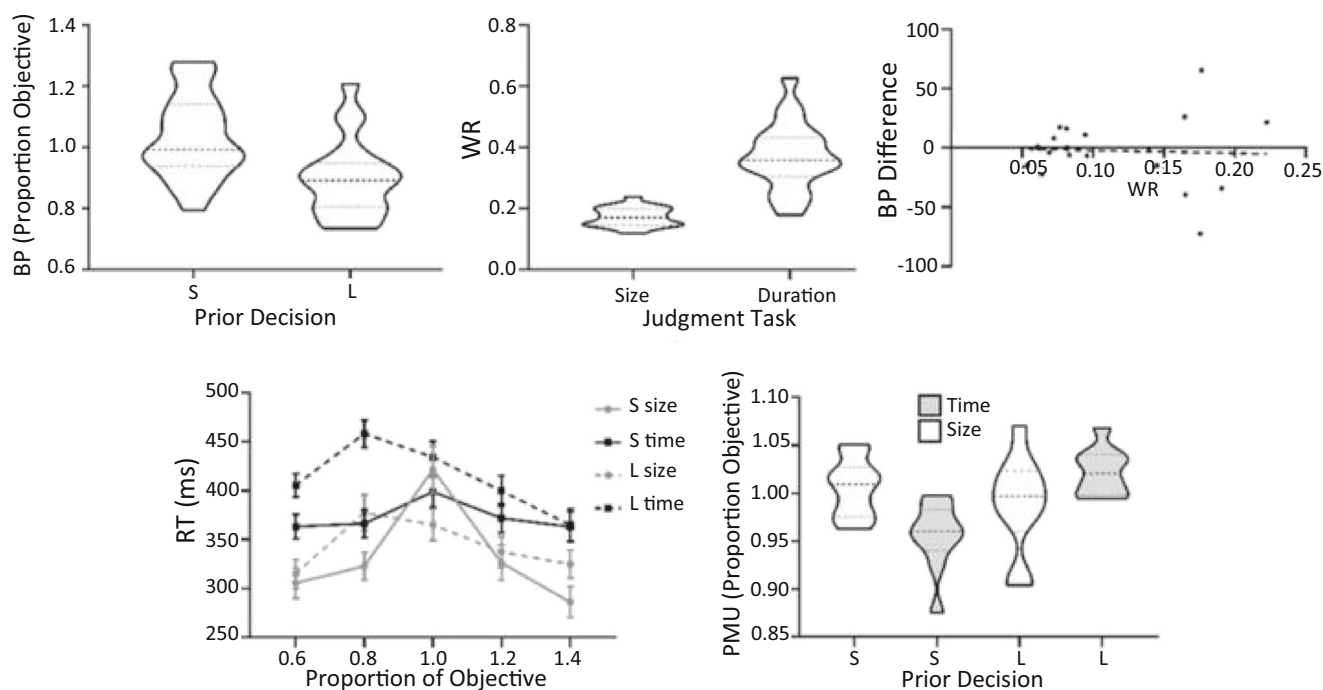 BP (Proportion Objective)
1.4
1.2
1.0
0.8
0.6
S
L
Prior Decision
WR
0.8
0.6
0.4
0.2
0.0
Size
Duration
Judgment Task
BP Difference
100
50
0
-50
-100
0.05
0.10
0.15
0.20
0.25
WR
RT (ms)
500
450
400
350
300
250
0.6
0.8
1.0
1.2
1.4
Proportion of Objective
S size
S time
L size
L time
PMU (Proportion Objective)
1.10
1.05
1.00
0.95
0.90
0.85
Time
Size
S
S
L
L
Prior Decision